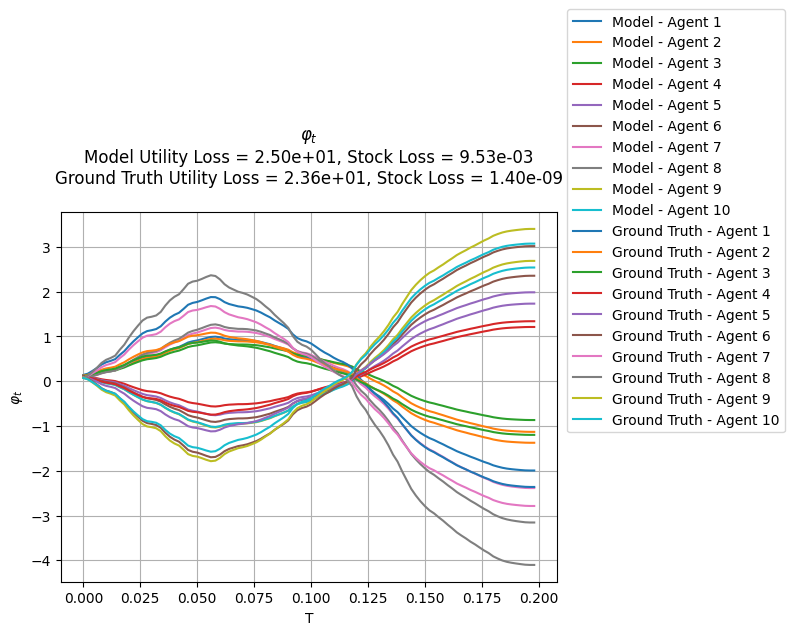 φₜ
Model Utility Loss = 2.50e+01, Stock Loss = 9.53e-03
Ground Truth Utility Loss = 2.36e+01, Stock Loss = 1.40e-09
φₜ
3
2
1
0
−1
−2
−3
−4
0.000 0.025 0.050 0.075 0.100 0.125 0.150 0.175 0.200
T
Model - Agent 1
Model - Agent 2
Model - Agent 3
Model - Agent 4
Model - Agent 5
Model - Agent 6
Model - Agent 7
Model - Agent 8
Model - Agent 9
Model - Agent 10
Ground Truth - Agent 1
Ground Truth - Agent 2
Ground Truth - Agent 3
Ground Truth - Agent 4
Ground Truth - Agent 5
Ground Truth - Agent 6
Ground Truth - Agent 7
Ground Truth - Agent 8
Ground Truth - Agent 9
Ground Truth - Agent 10